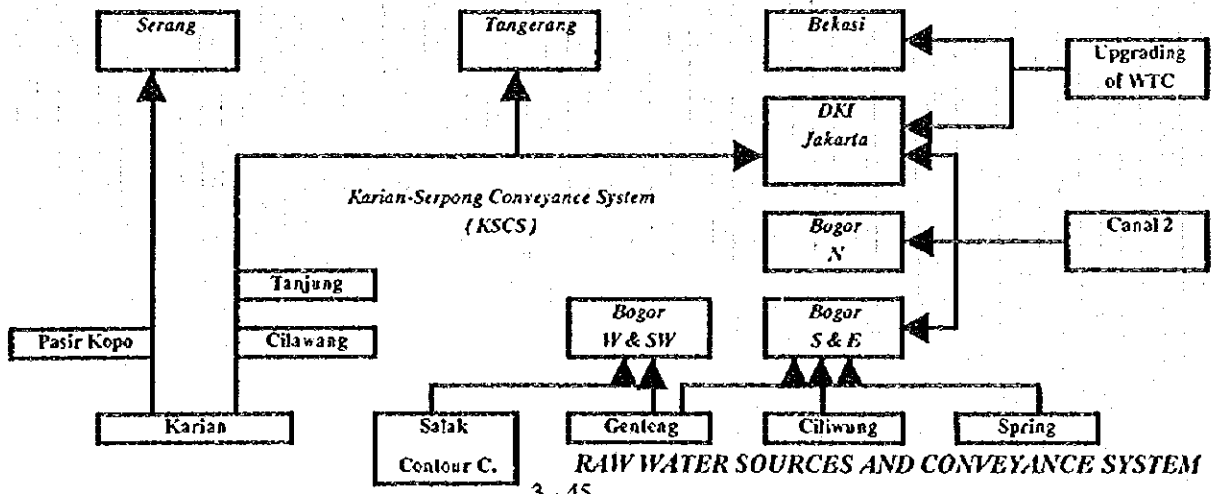 Serang
Tangerang
Bekasi
Upgrading
of WTC
DKI
Jakarta
Karian-Serpong Conveyance System
(KSCS)
Bogor
N
Canal 2
Tanjung
Bogor
W & SW
Bogor
S & E
Pasir Kopo
Cilawang
Karian
Salak
Contour C.
Genteng
Ciliwung
Spring
RAW WATER SOURCES AND CONVEYANCE SYSTEM
3 - 45